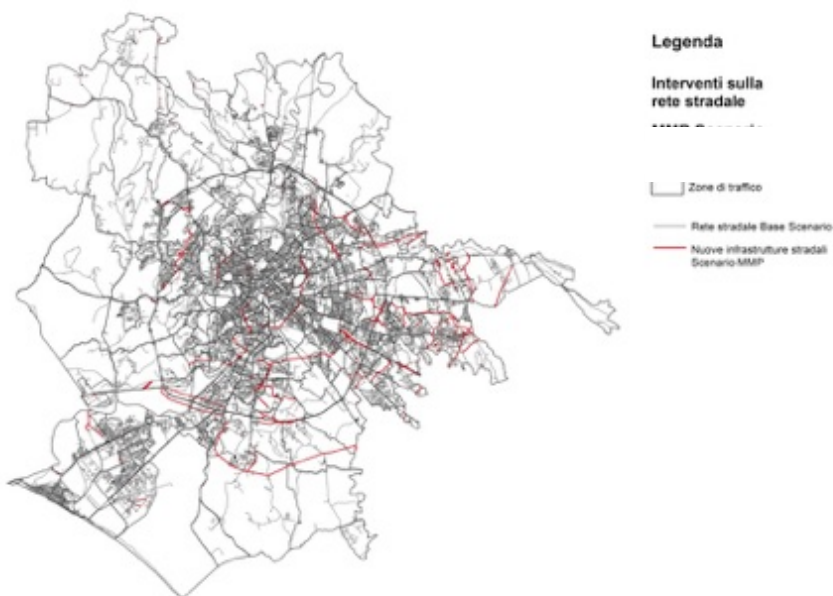 Legenda
Interventi sulla
rete stradale
Zone di traffico
Rete stradale Base Scenario
Nuove infrastrutture stradali
Scenario MMP